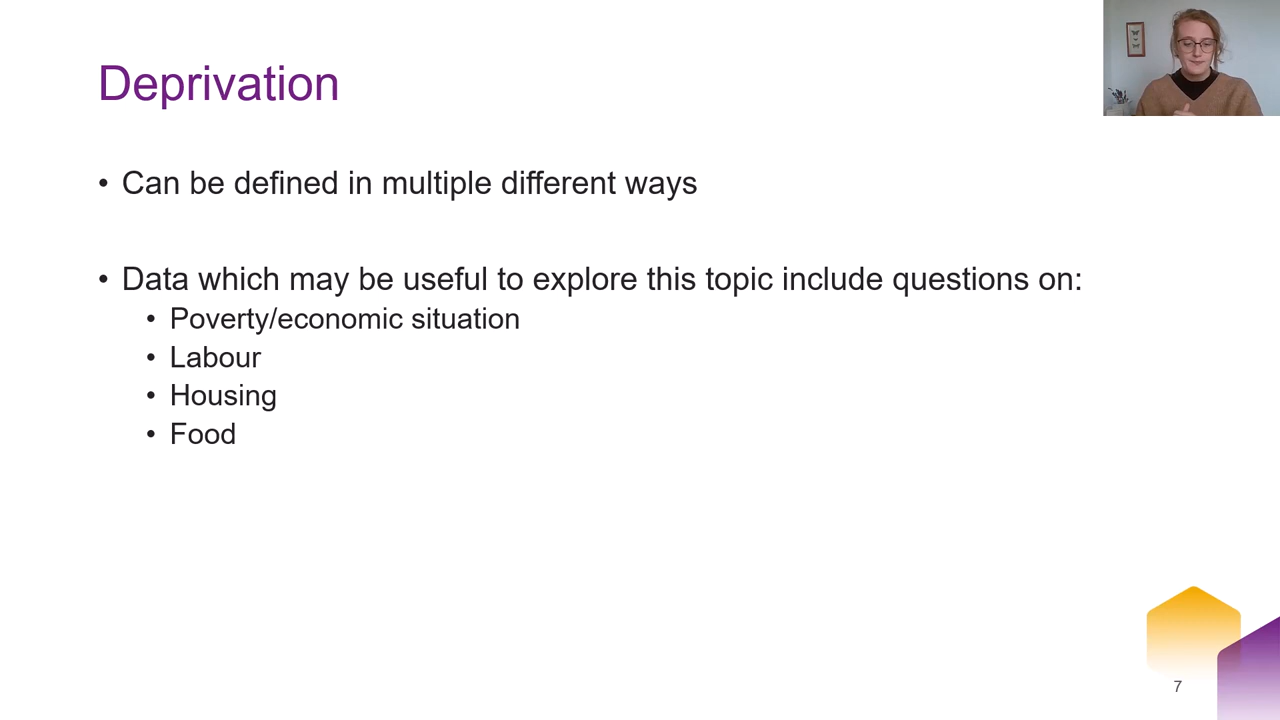 Deprivation
• Can be defined in multiple different ways
• Data which may be useful to explore this topic include questions on:
• Poverty/economic situation
• Labour
• Housing
• Food
7